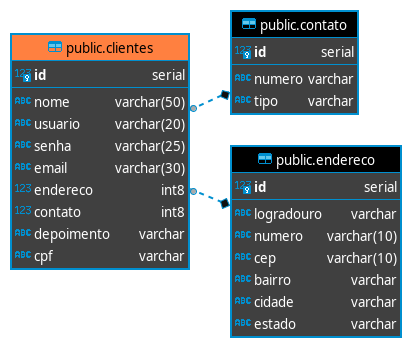 public.clientes
123 id serial
ABC nome varchar(50)
ABC usuario varchar(20)
ABC senha varchar(25)
ABC email varchar(30)
123 endereco int8
123 contato int8
ABC depoimento varchar
ABC cpf varchar
public.contato
123 id serial
ABC numero varchar
ABC tipo varchar
public.endereco
123 id serial
ABC logradouro varchar
ABC numero varchar(10)
ABC cep varchar(10)
ABC bairro varchar
ABC cidade varchar
ABC estado varchar